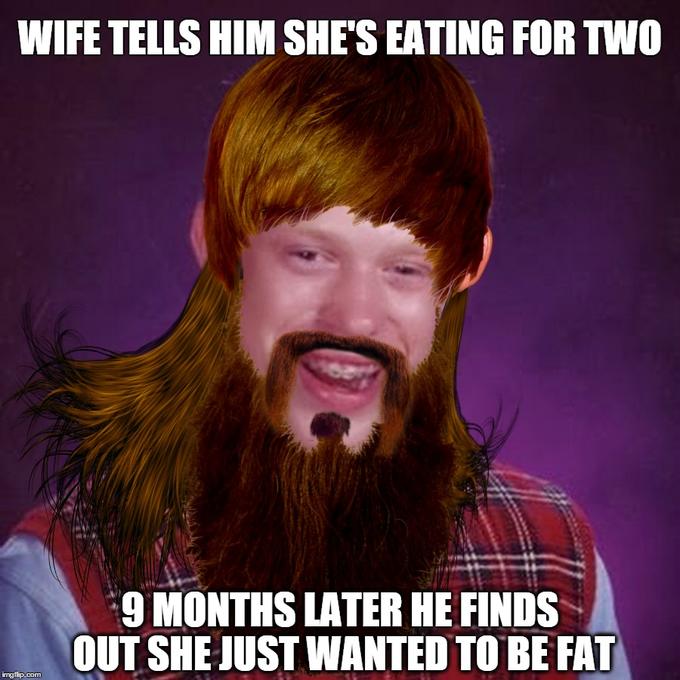 WIFE TELLS HIM SHE'S EATING FOR TWO
9 MONTHS LATER HE FINDS
OUT SHE JUST WANTED TO BE FAT
imgflip.com